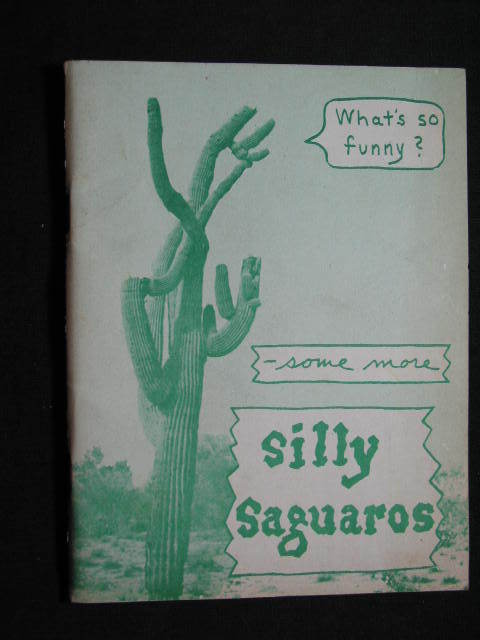 What's so
funny?
-some more
Silly
Saguaros